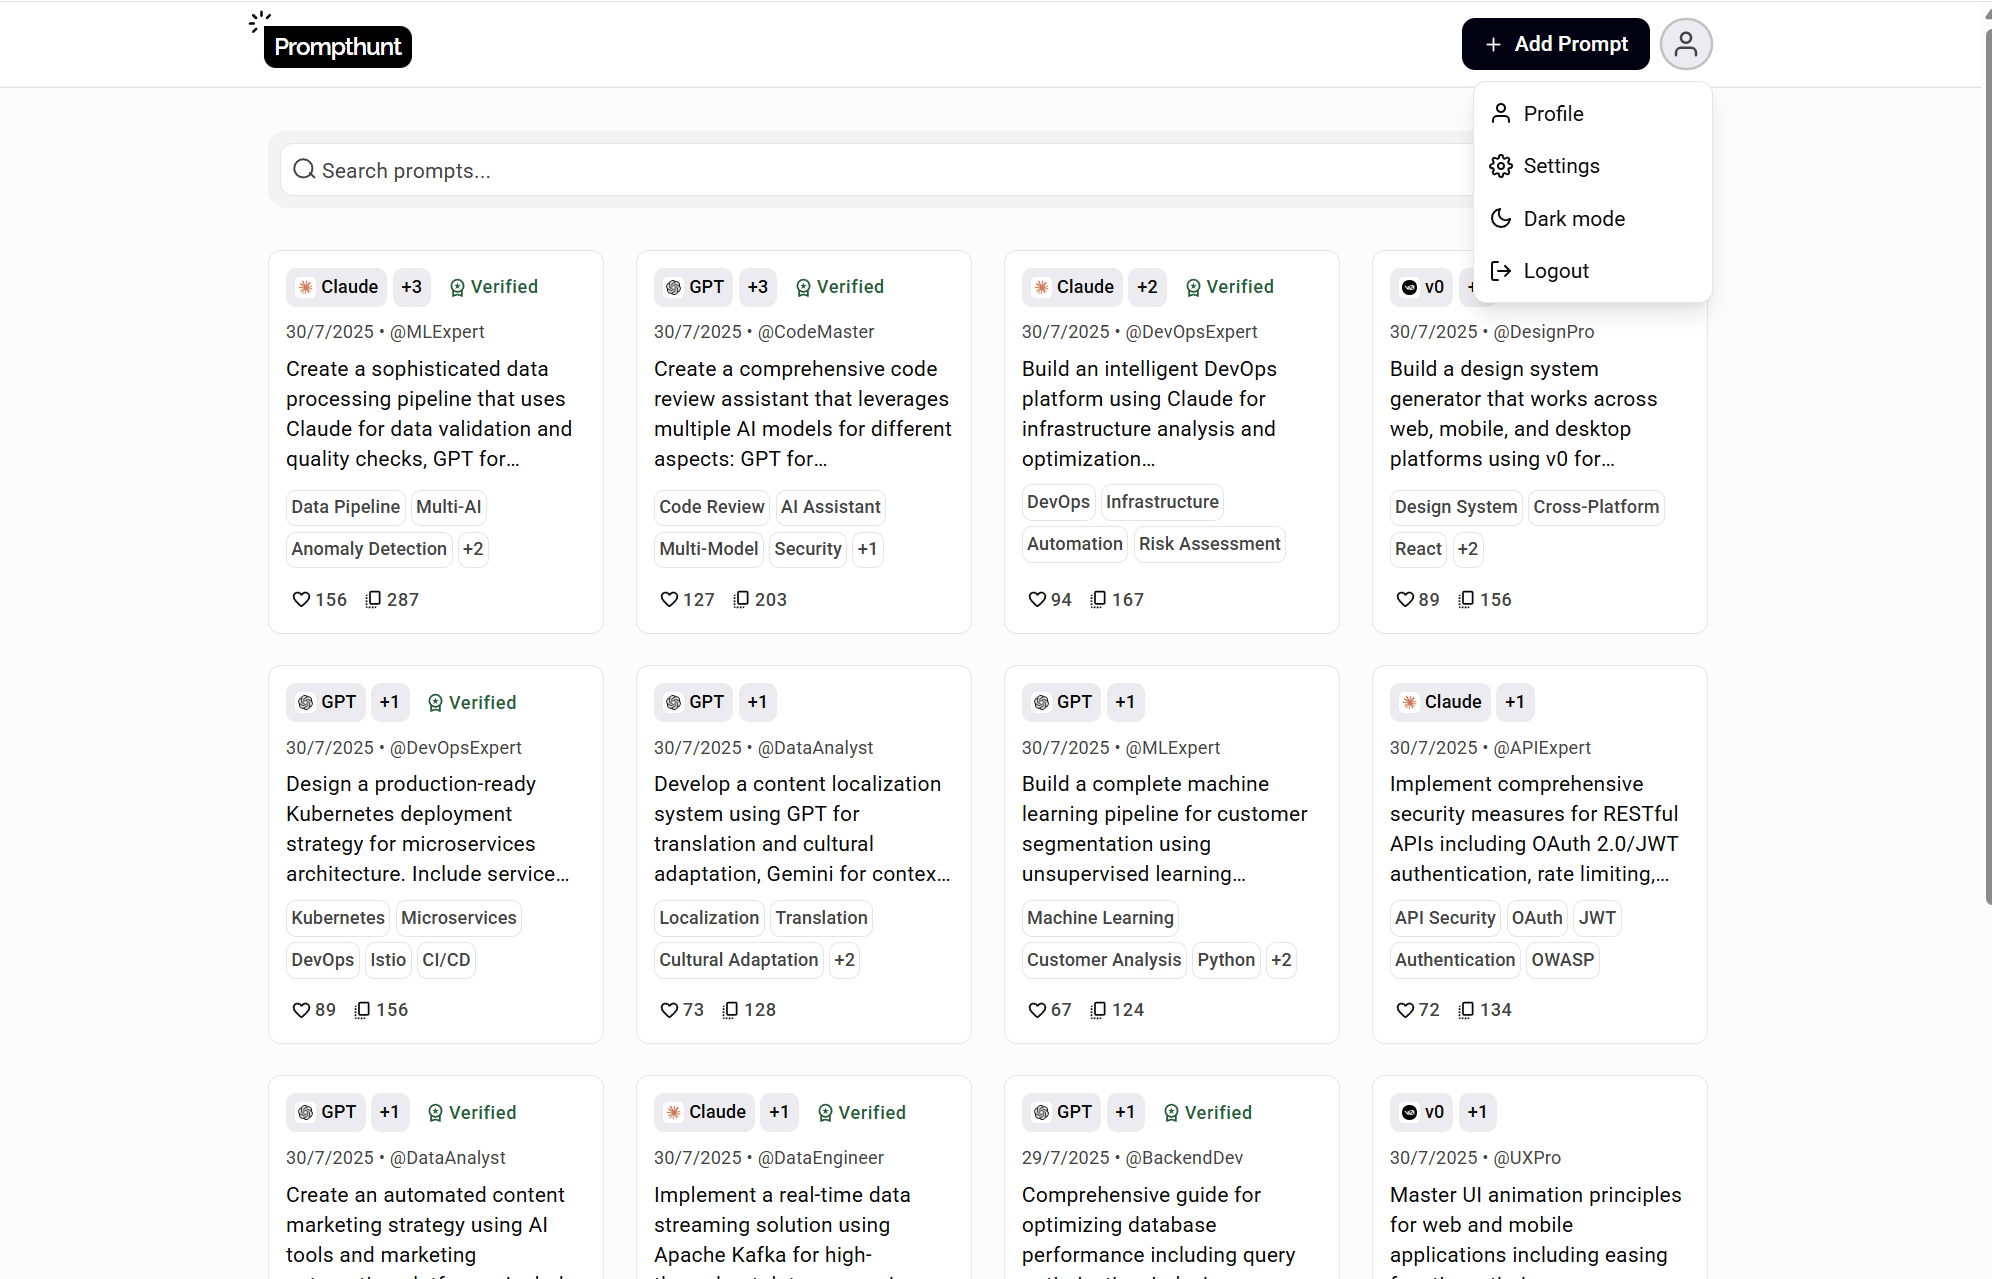 Prompthunt
+ Add Prompt
Profile
Settings
Dark mode
Logout
Search prompts...
Claude +3 Verified
30/7/2025 • @MLExpert
Create a sophisticated data
processing pipeline that uses
Claude for data validation and
quality checks, GPT for...
Data Pipeline Multi-AI
Anomaly Detection +2
156 287
GPT +3 Verified
30/7/2025 • @CodeMaster
Create a comprehensive code
review assistant that leverages
multiple AI models for different
aspects: GPT for...
Code Review AI Assistant
Multi-Model Security +1
127 203
Claude +2 Verified
30/7/2025 • @DevOpsExpert
Build an intelligent DevOps
platform using Claude for
infrastructure analysis and
optimization...
DevOps Infrastructure
Automation Risk Assessment
94 167
v0
30/7/2025 • @DesignPro
Build a design system
generator that works across
web, mobile, and desktop
platforms using v0 for...
Design System Cross-Platform
React +2
89 156
GPT +1 Verified
30/7/2025 • @DevOpsExpert
Design a production-ready
Kubernetes deployment
strategy for microservices
architecture. Include service...
Kubernetes Microservices
DevOps Istio CI/CD
89 156
GPT +1
30/7/2025 • @DataAnalyst
Develop a content localization
system using GPT for
translation and cultural
adaptation, Gemini for contex...
Localization Translation
Cultural Adaptation +2
73 128
GPT +1
30/7/2025 • @MLExpert
Build a complete machine
learning pipeline for customer
segmentation using
unsupervised learning...
Machine Learning
Customer Analysis Python +2
67 124
Claude +1
30/7/2025 • @APIExpert
Implement comprehensive
security measures for RESTful
APIs including OAuth 2.0/JWT
authentication, rate limiting,...
API Security OAuth JWT
Authentication OWASP
72 134
GPT +1 Verified
30/7/2025 • @DataAnalyst
Create an automated content
marketing strategy using AI
tools and marketing
Claude +1 Verified
30/7/2025 • @DataEngineer
Implement a real-time data
streaming solution using
Apache Kafka for high-
GPT +1 Verified
29/7/2025 • @BackendDev
Comprehensive guide for
optimizing database
performance including query
v0 +1
30/7/2025 • @UXPro
Master UI animation principles
for web and mobile
applications including easing